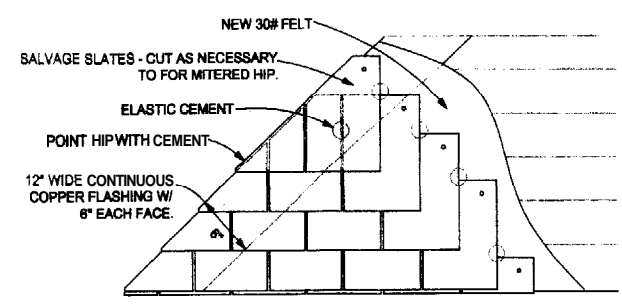 NEW 30# FELT
SALVAGE SLATES - CUT AS NECESSARY
TO FOR MITERED HIP.
ELASTIC CEMENT
POINT HIP WITH CEMENT
12" WIDE CONTINUOUS
COPPER FLASHING W/
6" EACH FACE.
6"